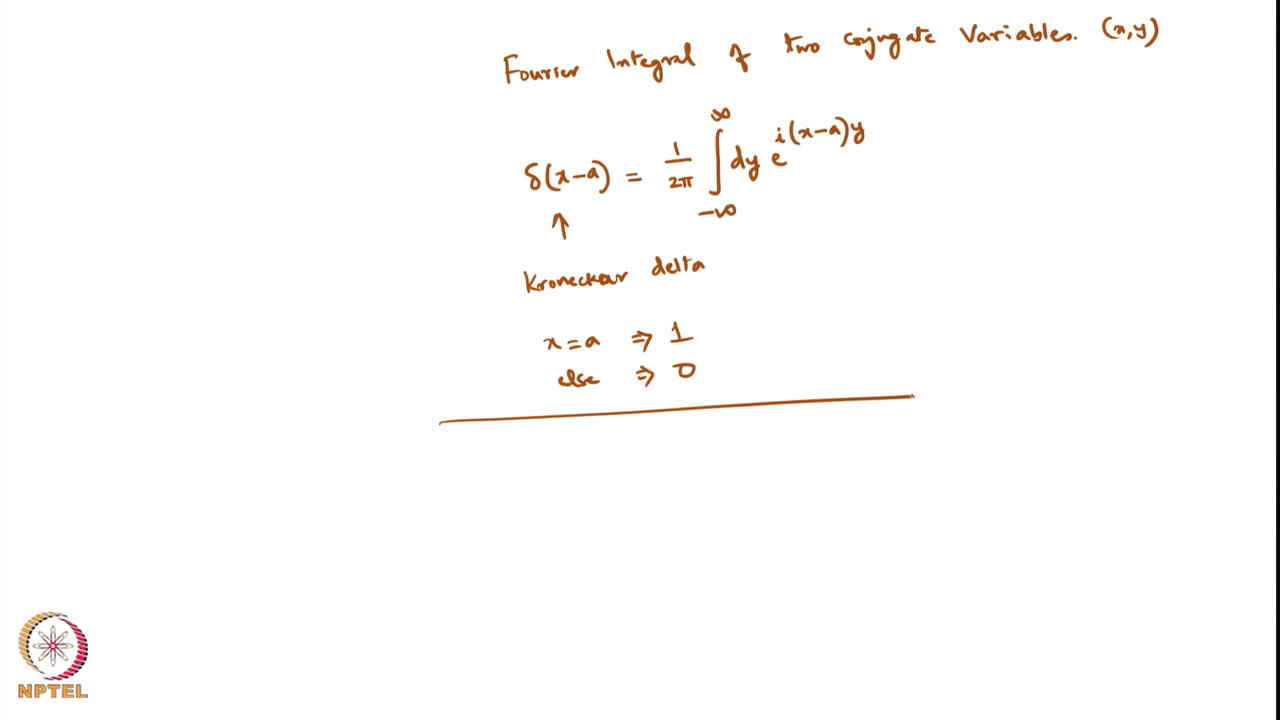 Fourier Integral of two conjugate variables. (x,y)
δ(x-a) = 1/2π ∫_{-∞}^{∞} dy e^{i(x-a)y}
↑
Kronecker delta
x=a ⇒ 1
else ⇒ 0
NPTEL